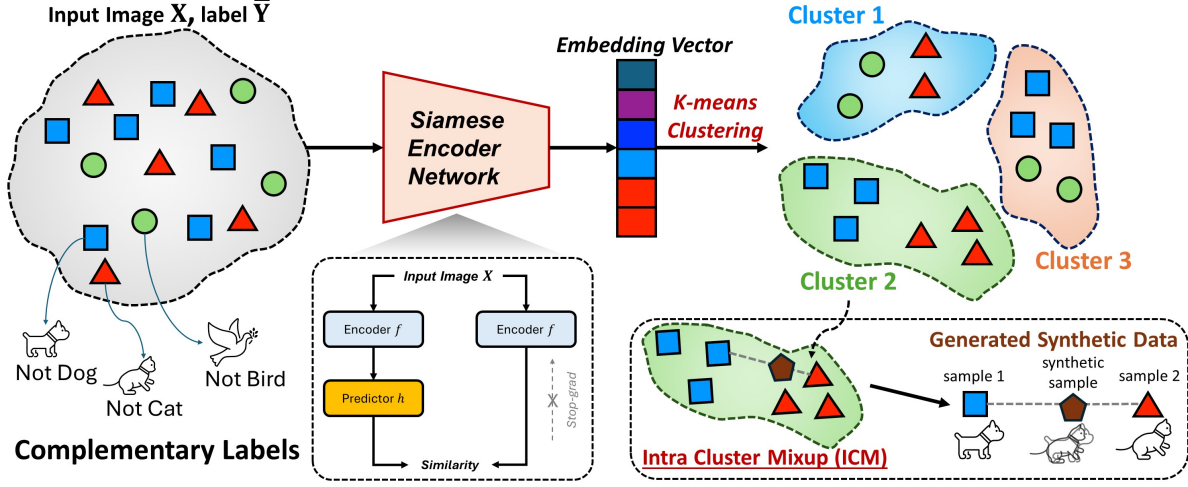 Input Image X, label Y̅
Siamese
Encoder
Network
Embedding Vector
K-means
Clustering
Cluster 1
Cluster 3
Cluster 2
Not Dog
Not Cat
Not Bird
Complementary Labels
Input Image X
Encoder f
Encoder f
Predictor h
Stop-grad
Similarity
Intra Cluster Mixup (ICM)
Generated Synthetic Data
sample 1
synthetic
sample
sample 2